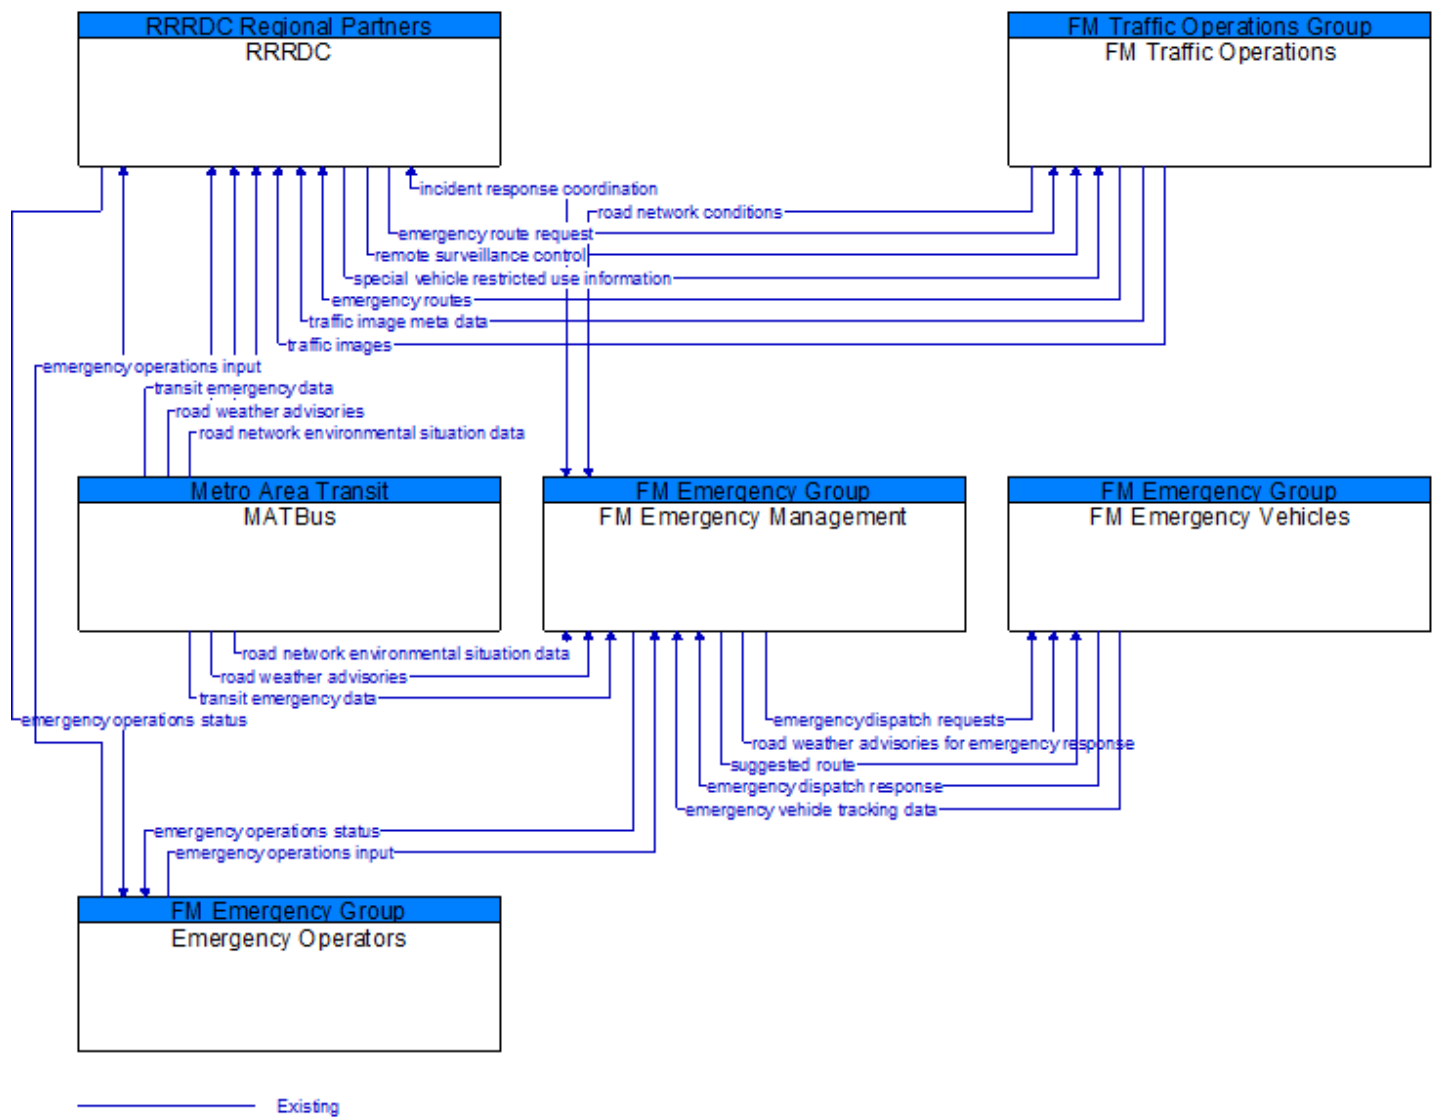 RRRDC Regional Partners
RRRDC
FM Traffic Operations Group
FM Traffic Operations
incident response coordination
road network conditions
emergency route request
remote surveillance control
special vehicle restricted use information
emergency routes
traffic image meta data
traffic images
emergency operations input
transit emergency data
road weather advisories
road network environmental situation data
Metro Area Transit
MATBus
FM Emergency Group
FM Emergency Management
FM Emergency Group
FM Emergency Vehicles
road network environmental situation data
road weather advisories
transit emergency data
emergency operations status
emergency dispatch requests
road weather advisories for emergency response
suggested route
emergency dispatch response
emergency vehicle tracking data
emergency operations status
emergency operations input
FM Emergency Group
Emergency Operators
Existing